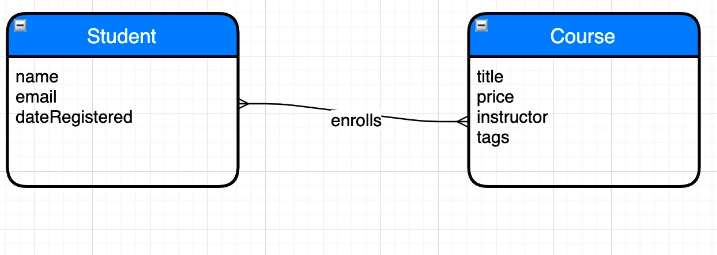 Student
name
email
dateRegistered
enrolls
Course
title
price
instructor
tags